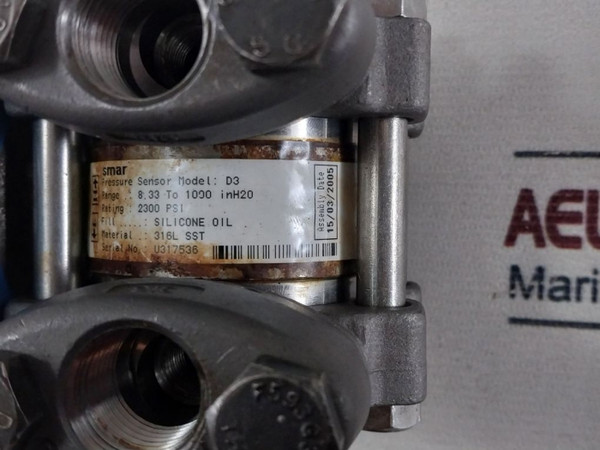 smar
Pressure Sensor Model: D3
Range : 8,33 To 1000 inH2O
Rating : 2300 PSI
Fill .....: SILICONE OIL
Material .: 316L SST
Serial No. U317536
Assembly Date
15/03/2005
AEU
Mari